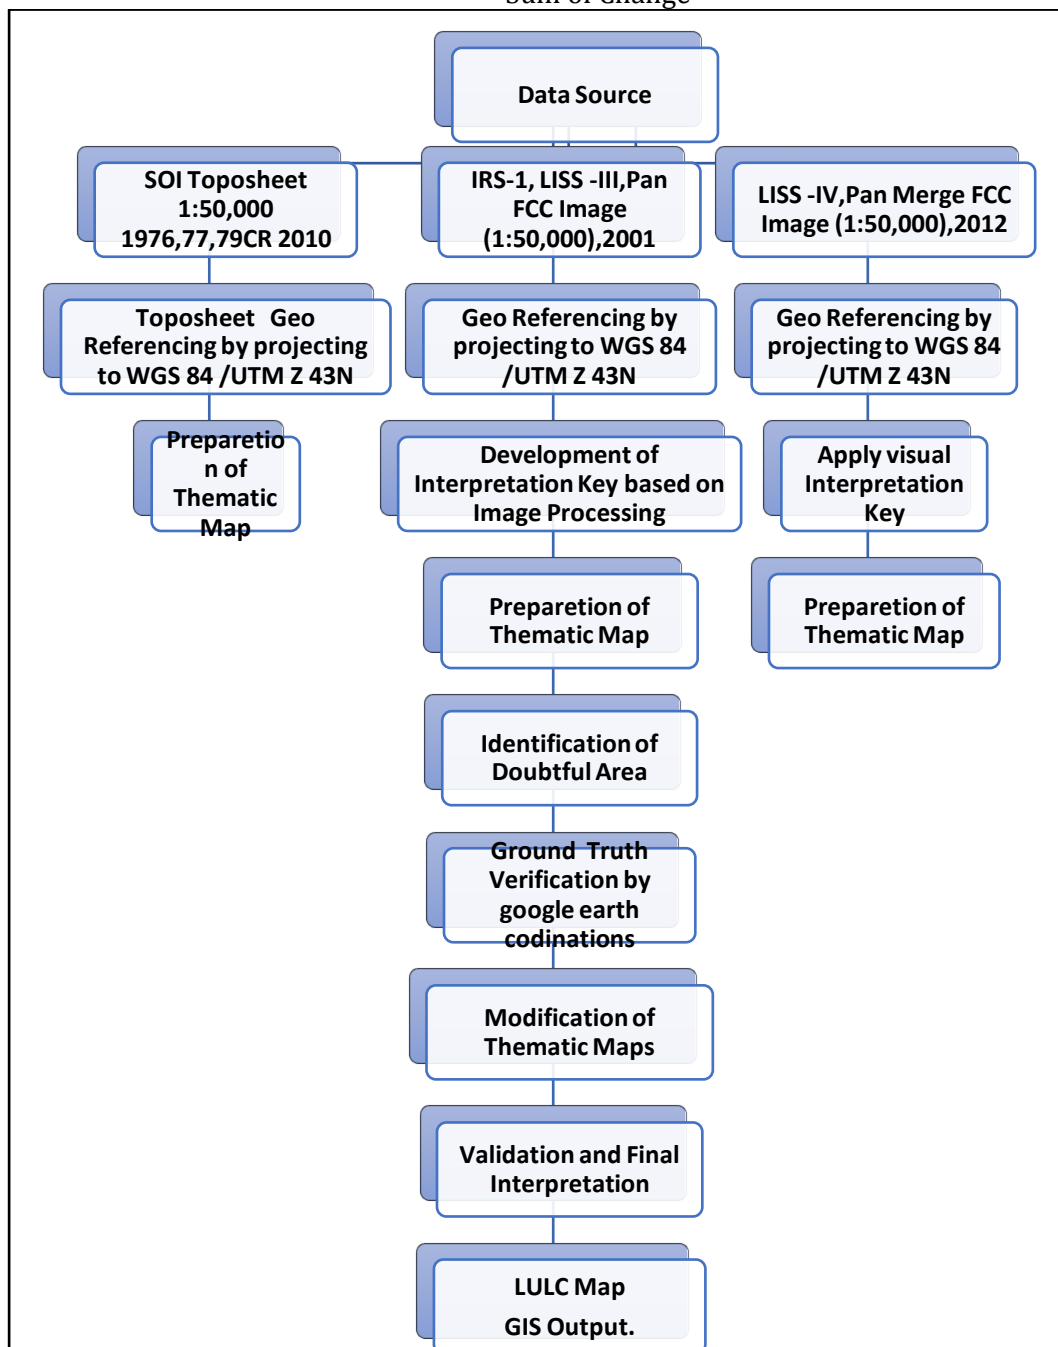 Sum of Change
Data Source
SOI Toposheet
1:50,000
1976,77,79CR 2010
IRS-1, LISS -III,Pan
FCC Image
(1:50,000),2001
LISS -IV,Pan Merge FCC
Image (1:50,000),2012
Toposheet Geo
Referencing by projecting
to WGS 84 /UTM Z 43N
Geo Referencing by
projecting to WGS 84
/UTM Z 43N
Geo Referencing by
projecting to WGS 84
/UTM Z 43N
Preparetio
n of
Thematic
Map
Development of
Interpretation Key based on
Image Processing
Apply visual
Interpretation
Key
Preparetion of
Thematic Map
Preparetion of
Thematic Map
Identification of
Doubtful Area
Ground Truth
Verification by
google earth
codinations
Modification of
Thematic Maps
Validation and Final
Interpretation
LULC Map
GIS Output.